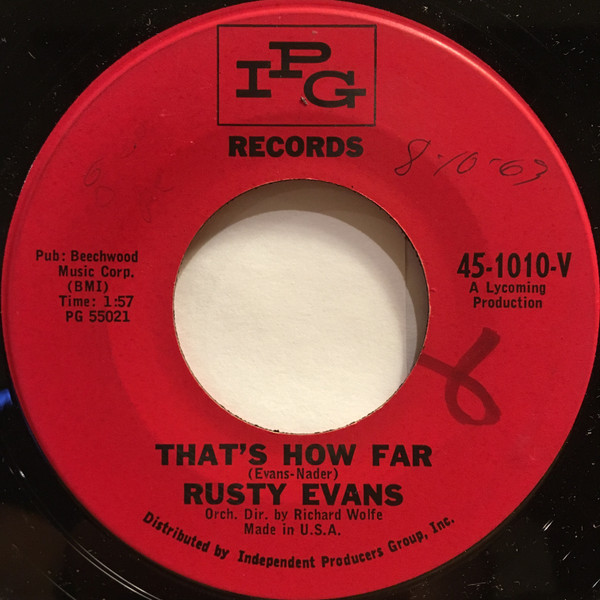 IPG
RECORDS
8-10-63
Pub: Beechwood
Music Corp.
(BMI)
Time: 1:57
PG 55021
45-1010-V
A Lycoming
Production
THAT'S HOW FAR
(Evans-Nader)
RUSTY EVANS
Orch. Dir. by Richard Wolfe
Made in U.S.A.
Distributed by Independent Producers Group, Inc.